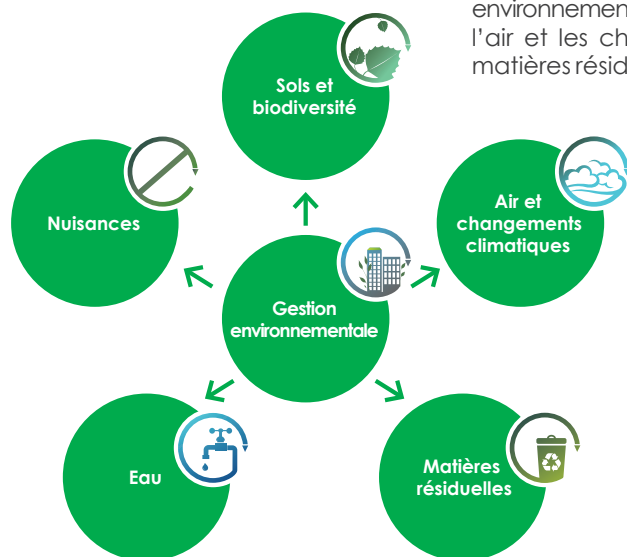 environnemen
l'air et les ch
matières résid
Sols et
biodiversité
Nuisances
Air et
changements
climatiques
Gestion
environnementale
Eau
Matières
résiduelles